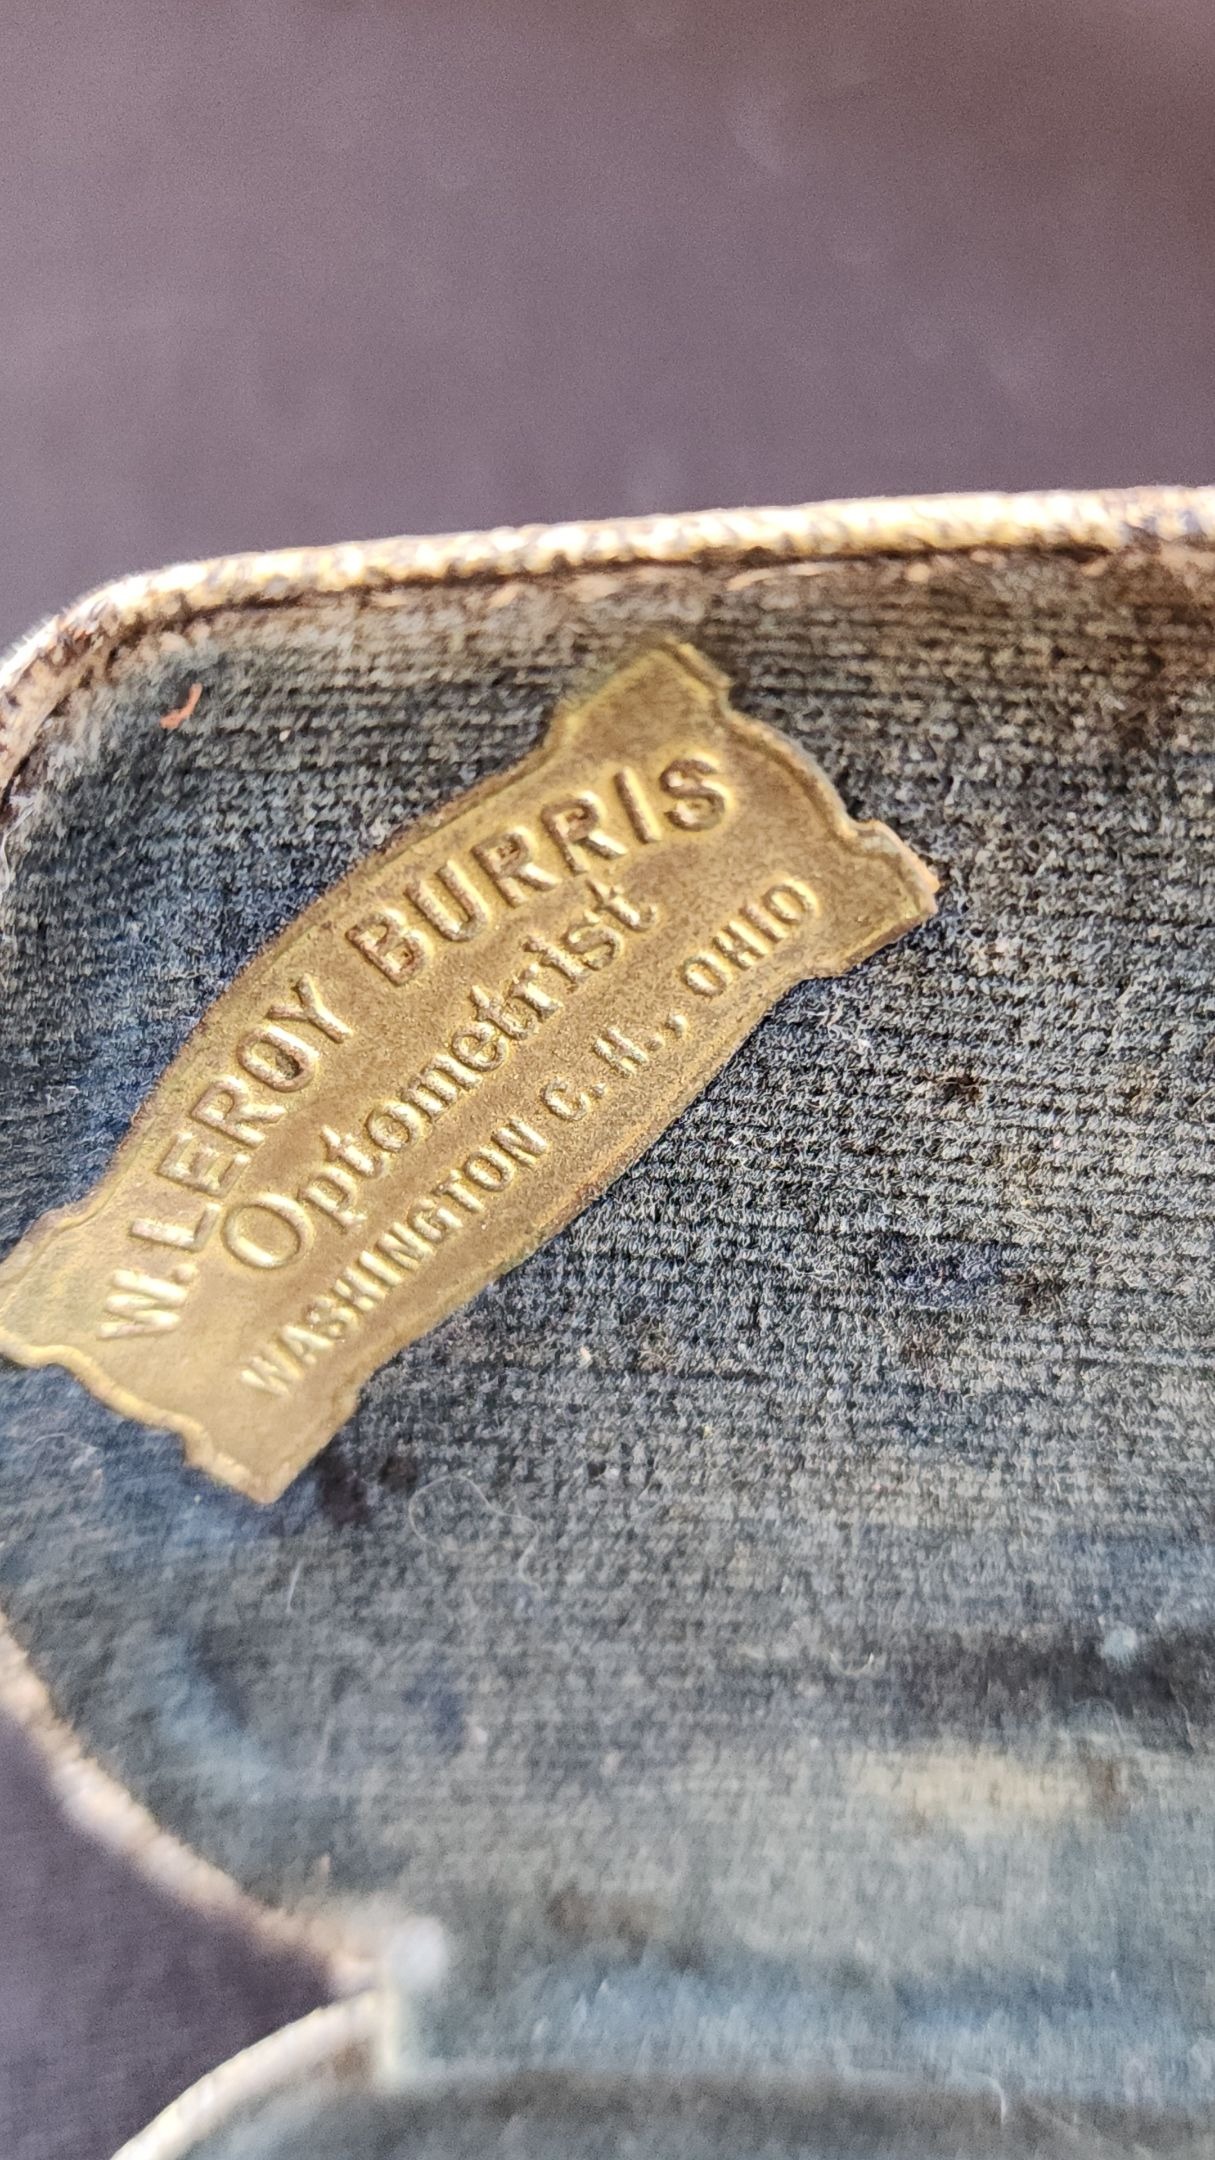 W. LEROY BURRIS
Optometrist
WASHINGTON C. H., OHIO